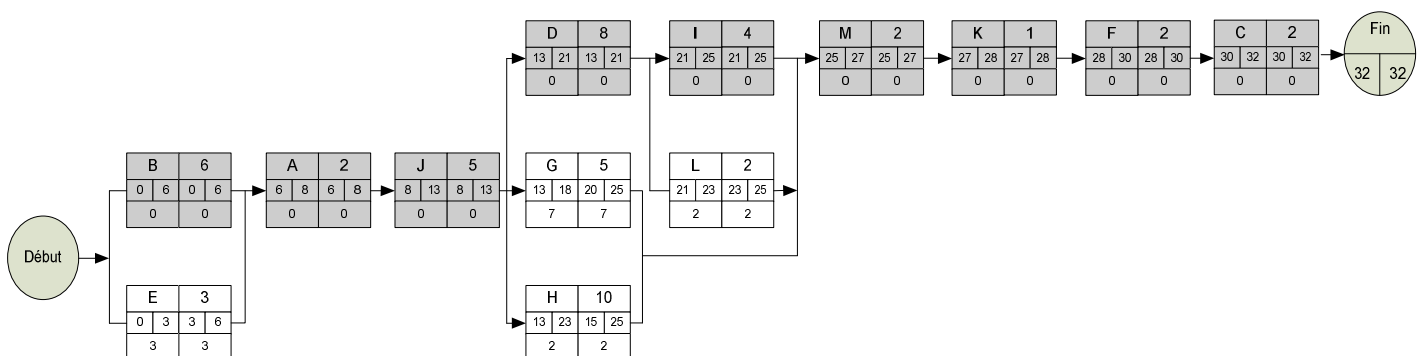 Fin
32 32
D 8
13 21 13 21
0 0
I 4
21 25 21 25
0 0
M 2
25 27 25 27
0 0
K 1
27 28 27 28
0 0
F 2
28 30 28 30
0 0
C 2
30 32 30 32
0 0
B 6
0 6 0 6
0 0
A 2
6 8 6 8
0 0
J 5
8 13 8 13
0 0
G 5
13 18 20 25
7 7
L 2
21 23 23 25
2 2
Début
E 3
0 3 3 6
3 3
H 10
13 23 15 25
2 2